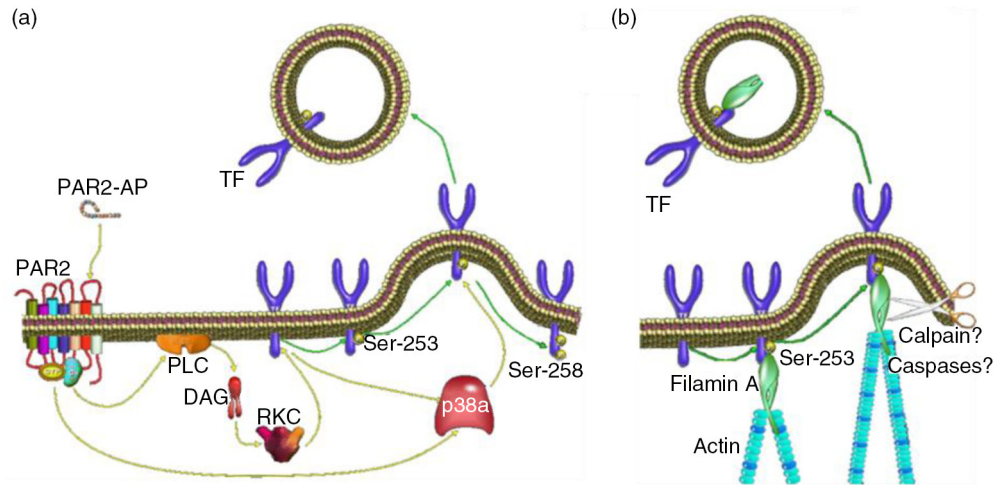 (a)
PAR2-AP
PAR2
TF
PLC
DAG
RKC
Ser-253
p38a
Ser-258
(b)
TF
Ser-253
Filamin A
Actin
Calpain?
Caspases?